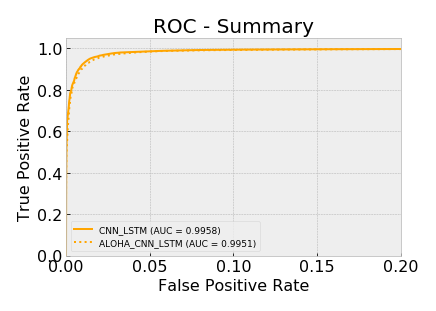 ROC - Summary
True Positive Rate
1.0
0.8
0.6
0.4
0.2
0.0
CNN_LSTM (AUC = 0.9958)
ALOHA_CNN_LSTM (AUC = 0.9951)
0.00 0.05 0.10 0.15 0.20
False Positive Rate